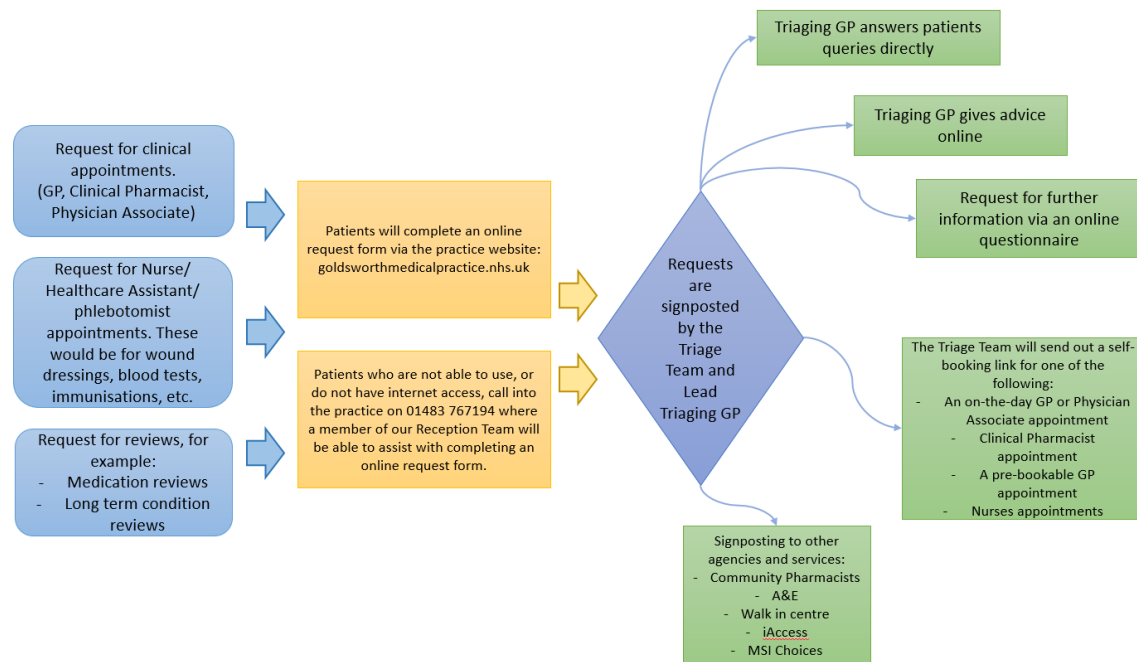 Request for clinical
appointments.
(GP, Clinical Pharmacist,
Physician Associate)
Request for Nurse/
Healthcare Assistant/
phlebotomist
appointments. These
would be for wound
dressings, blood tests,
immunisations, etc.
Request for reviews, for
example:
- Medication reviews
- Long term condition
reviews
Patients will complete an online
request form via the practice website:
goldsworthmedicalpractice.nhs.uk
Patients who are not able to use, or
do not have internet access, call into
the practice on 01483 767194 where
a member of our Reception Team will
be able to assist with completing an
online request form.
Requests
are
signposted
by the
Triage
Team and
Lead
Triaging GP
Triaging GP answers patients
queries directly
Triaging GP gives advice
online
Request for further
information via an online
questionnaire
The Triage Team will send out a self-
booking link for one of the
following:
- An on-the-day GP or Physician
Associate appointment
- Clinical Pharmacist
appointment
- A pre-bookable GP
appointment
- Nurses appointments
Signposting to other
agencies and services:
- Community Pharmacists
- A&E
- Walk in centre
- iAccess
- MSI Choices